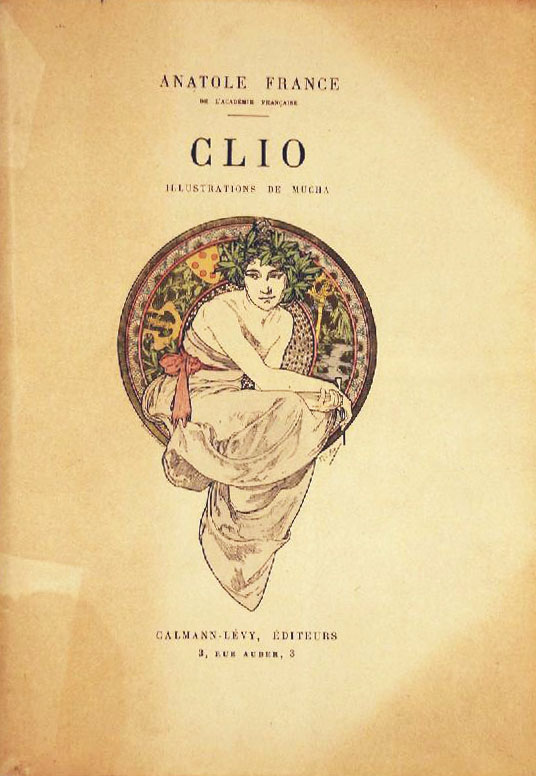 ANATOLE FRANCE
DE L'ACADÉMIE FRANÇAISE
CLIO
ILLUSTRATIONS DE MUCHA
CALMANN-LÉVY, ÉDITEURS
3, RUE AUBER, 3